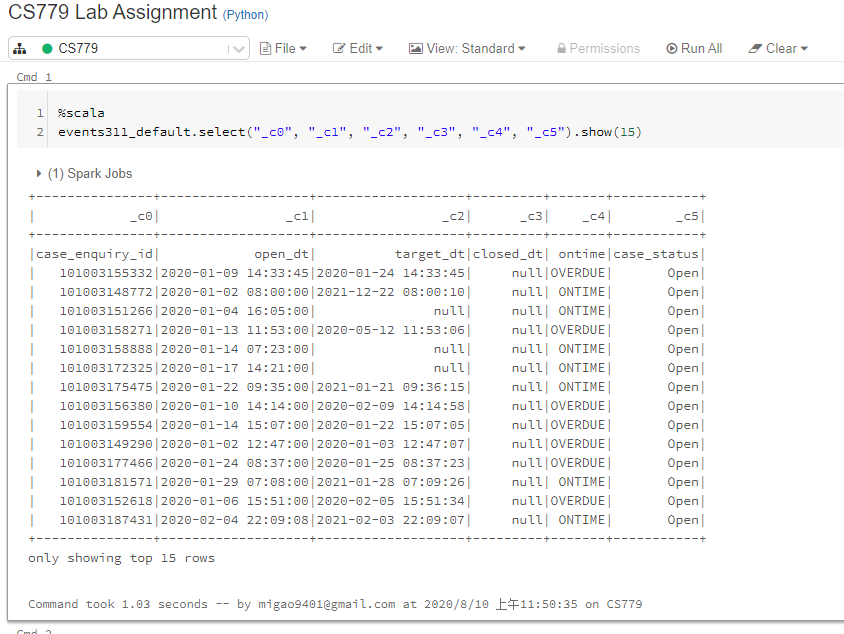 CS779 Lab Assignment (Python)
CS779 File Edit View: Standard Permissions Run All Clear
Cmd 1
1 %scala
2 events311_default.select("_c0", "_c1", "_c2", "_c3", "_c4", "_c5").show(15)
(1) Spark Jobs
+---------------+-------------------+-------------------+---------+-------+-----------+
|            _c0|                _c1|                _c2|      _c3|    _c4|        _c5|
+---------------+-------------------+-------------------+---------+-------+-----------+
|case_enquiry_id|            open_dt|          target_dt|closed_dt| ontime|case_status|
|   101003155332|2020-01-09 14:33:45|2020-01-24 14:33:45|     null|OVERDUE|       Open|
|   101003148772|2020-01-02 08:00:00|2021-12-22 08:00:10|     null| ONTIME|       Open|
|   101003151266|2020-01-04 16:05:00|               null|     null| ONTIME|       Open|
|   101003158271|2020-01-13 11:53:00|2020-05-12 11:53:06|     null|OVERDUE|       Open|
|   101003158888|2020-01-14 07:23:00|               null|     null| ONTIME|       Open|
|   101003172325|2020-01-17 14:21:00|               null|     null| ONTIME|       Open|
|   101003175475|2020-01-22 09:35:00|2021-01-21 09:36:15|     null| ONTIME|       Open|
|   101003156380|2020-01-10 14:14:00|2020-02-09 14:14:58|     null|OVERDUE|       Open|
|   101003159554|2020-01-14 15:07:00|2020-01-22 15:07:05|     null|OVERDUE|       Open|
|   101003149290|2020-01-02 12:47:00|2020-01-03 12:47:07|     null|OVERDUE|       Open|
|   101003177466|2020-01-24 08:37:00|2020-01-25 08:37:23|     null|OVERDUE|       Open|
|   101003181571|2020-01-29 07:08:00|2021-01-28 07:09:26|     null| ONTIME|       Open|
|   101003152618|2020-01-06 15:51:00|2020-02-05 15:51:34|     null|OVERDUE|       Open|
|   101003187431|2020-02-04 22:09:08|2021-02-03 22:09:07|     null| ONTIME|       Open|
+---------------+-------------------+-------------------+---------+-------+-----------+
only showing top 15 rows
Command took 1.03 seconds -- by migao9401@gmail.com at 2020/8/10 上午11:50:35 on CS779
Cmd 2